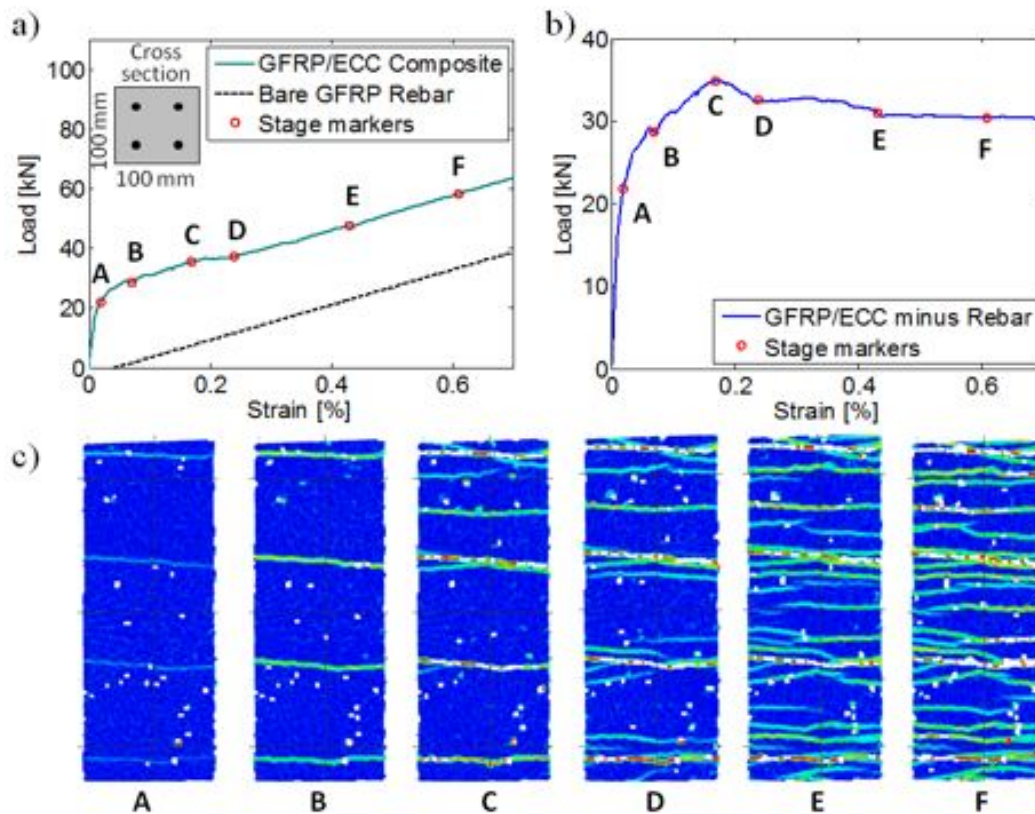 a)
Cross
section
100 mm
100 mm
GFRP/ECC Composite
Bare GFRP Rebar
Stage markers
100
80
60
40
20
0
Load [kN]
A
B
C
D
E
F
0
0.2
0.4
0.6
Strain [%]
b)
40
30
20
10
0
Load [kN]
A
B
C
D
E
F
GFRP/ECC minus Rebar
Stage markers
0
0.2
0.4
0.6
Strain [%]
c)
A B C D E F